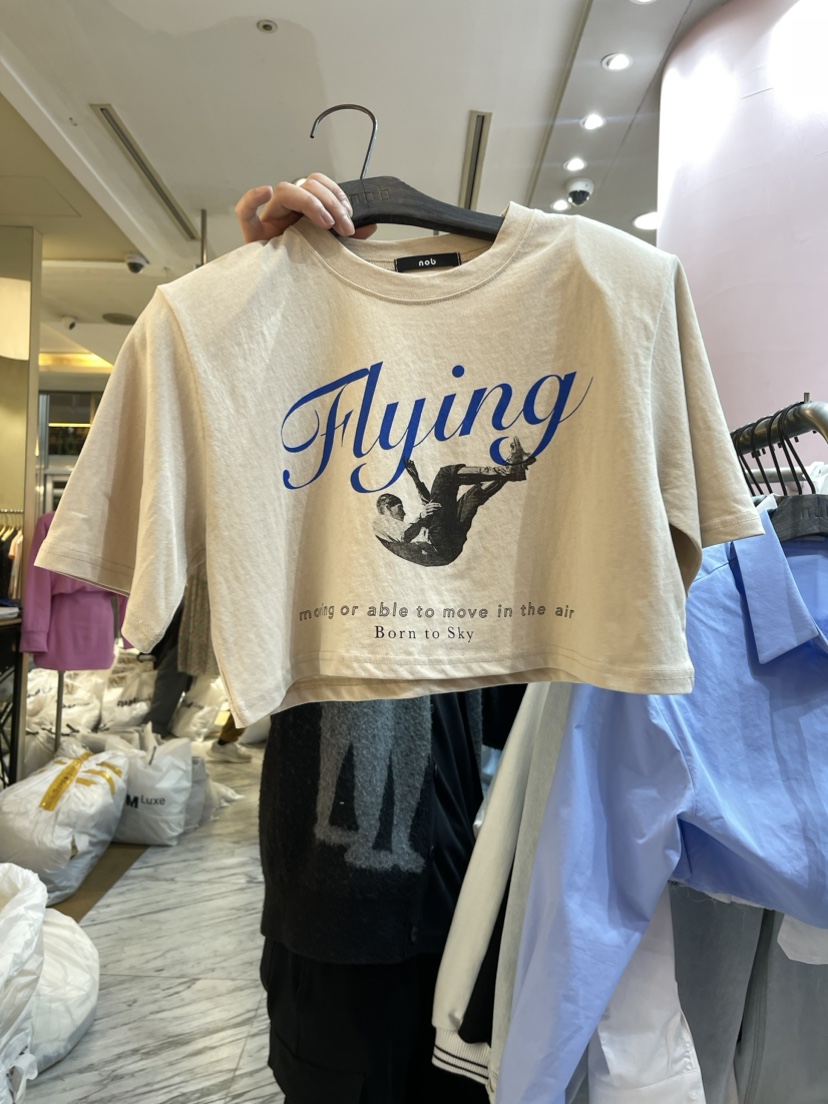 nob
Flying
moving or able to move in the air
Born to Sky
M Luxe